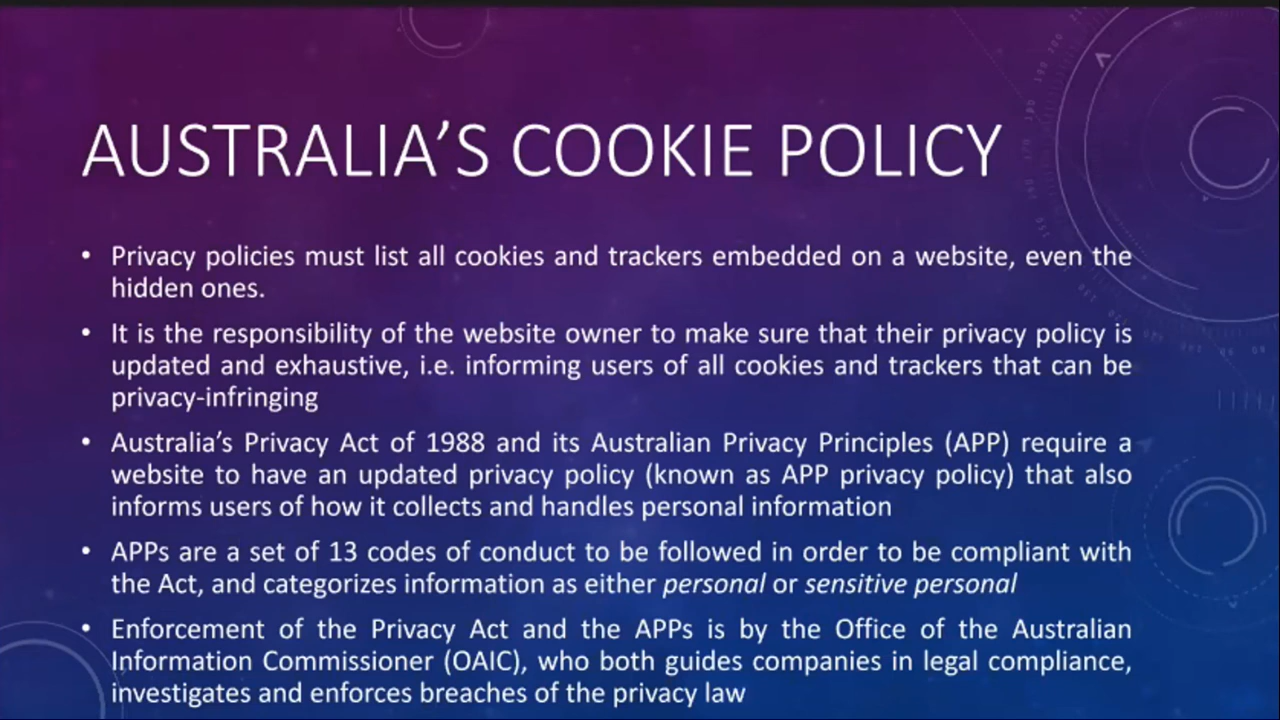 AUSTRALIA'S COOKIE POLICY
• Privacy policies must list all cookies and trackers embedded on a website, even the
hidden ones.
• It is the responsibility of the website owner to make sure that their privacy policy is
updated and exhaustive, i.e. informing users of all cookies and trackers that can be
privacy-infringing
• Australia's Privacy Act of 1988 and its Australian Privacy Principles (APP) require a
website to have an updated privacy policy (known as APP privacy policy) that also
informs users of how it collects and handles personal information
• APPs are a set of 13 codes of conduct to be followed in order to be compliant with
the Act, and categorizes information as either personal or sensitive personal
• Enforcement of the Privacy Act and the APPs is by the Office of the Australian
Information Commissioner (OAIC), who both guides companies in legal compliance,
investigates and enforces breaches of the privacy law